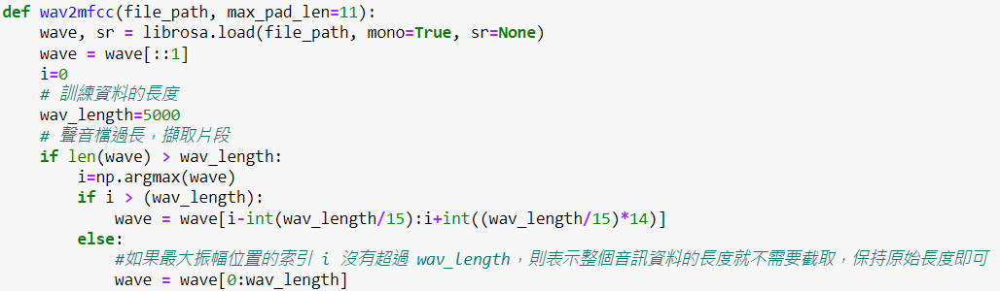 def wav2mfcc(file_path, max_pad_len=11):
    wave, sr = librosa.load(file_path, mono=True, sr=None)
    wave = wave[::1]
    i=0
    # 訓練資料的長度
    wav_length=5000
    # 聲音檔過長，擷取片段
    if len(wave) > wav_length:
        i=np.argmax(wave)
        if i > (wav_length):
            wave = wave[i-int(wav_length/15):i+int((wav_length/15)*14)]
        else:
            #如果最大振幅位置的索引 i 沒有超過 wav_length，則表示整個音訊資料的長度就不需要截取，保持原始長度即可
            wave = wave[0:wav_length]